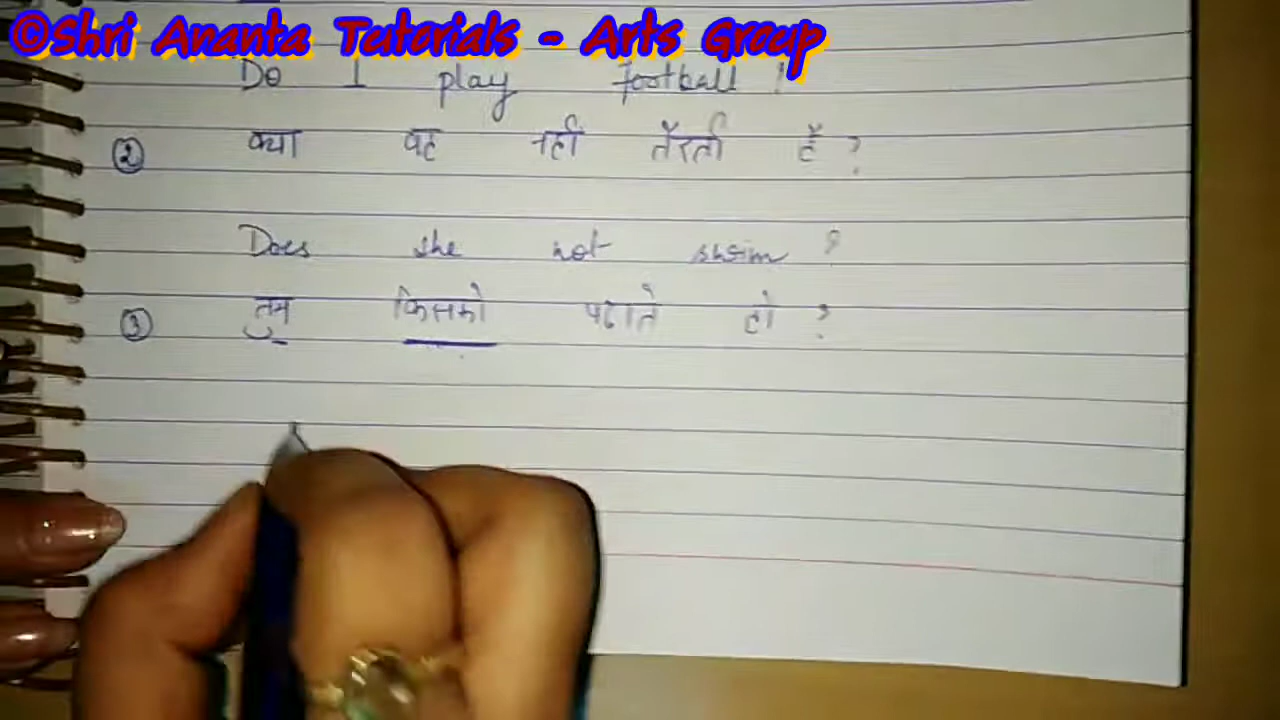 ©Shri Ananta Tutorials - Arts Group
Do I play football ?
② क्या वह नहीं तैरती है ?
Does she not swim ?
③ तुम किसको पढाते हो ?